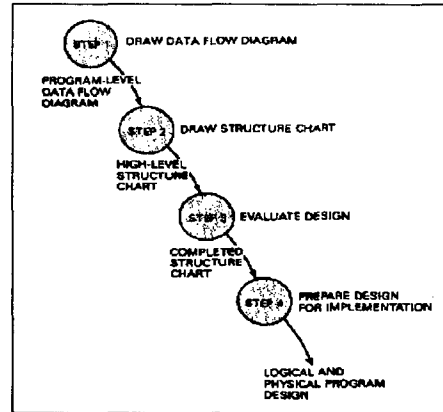 STEP 1
DRAW DATA FLOW DIAGRAM
PROGRAM-LEVEL
DATA FLOW
DIAGRAM
STEP 2
DRAW STRUCTURE CHART
HIGH-LEVEL
STRUCTURE
CHART
STEP 3
EVALUATE DESIGN
COMPLETED
STRUCTURE
CHART
STEP 4
PREPARE DESIGN
FOR IMPLEMENTATION
LOGICAL AND
PHYSICAL PROGRAM
DESIGN